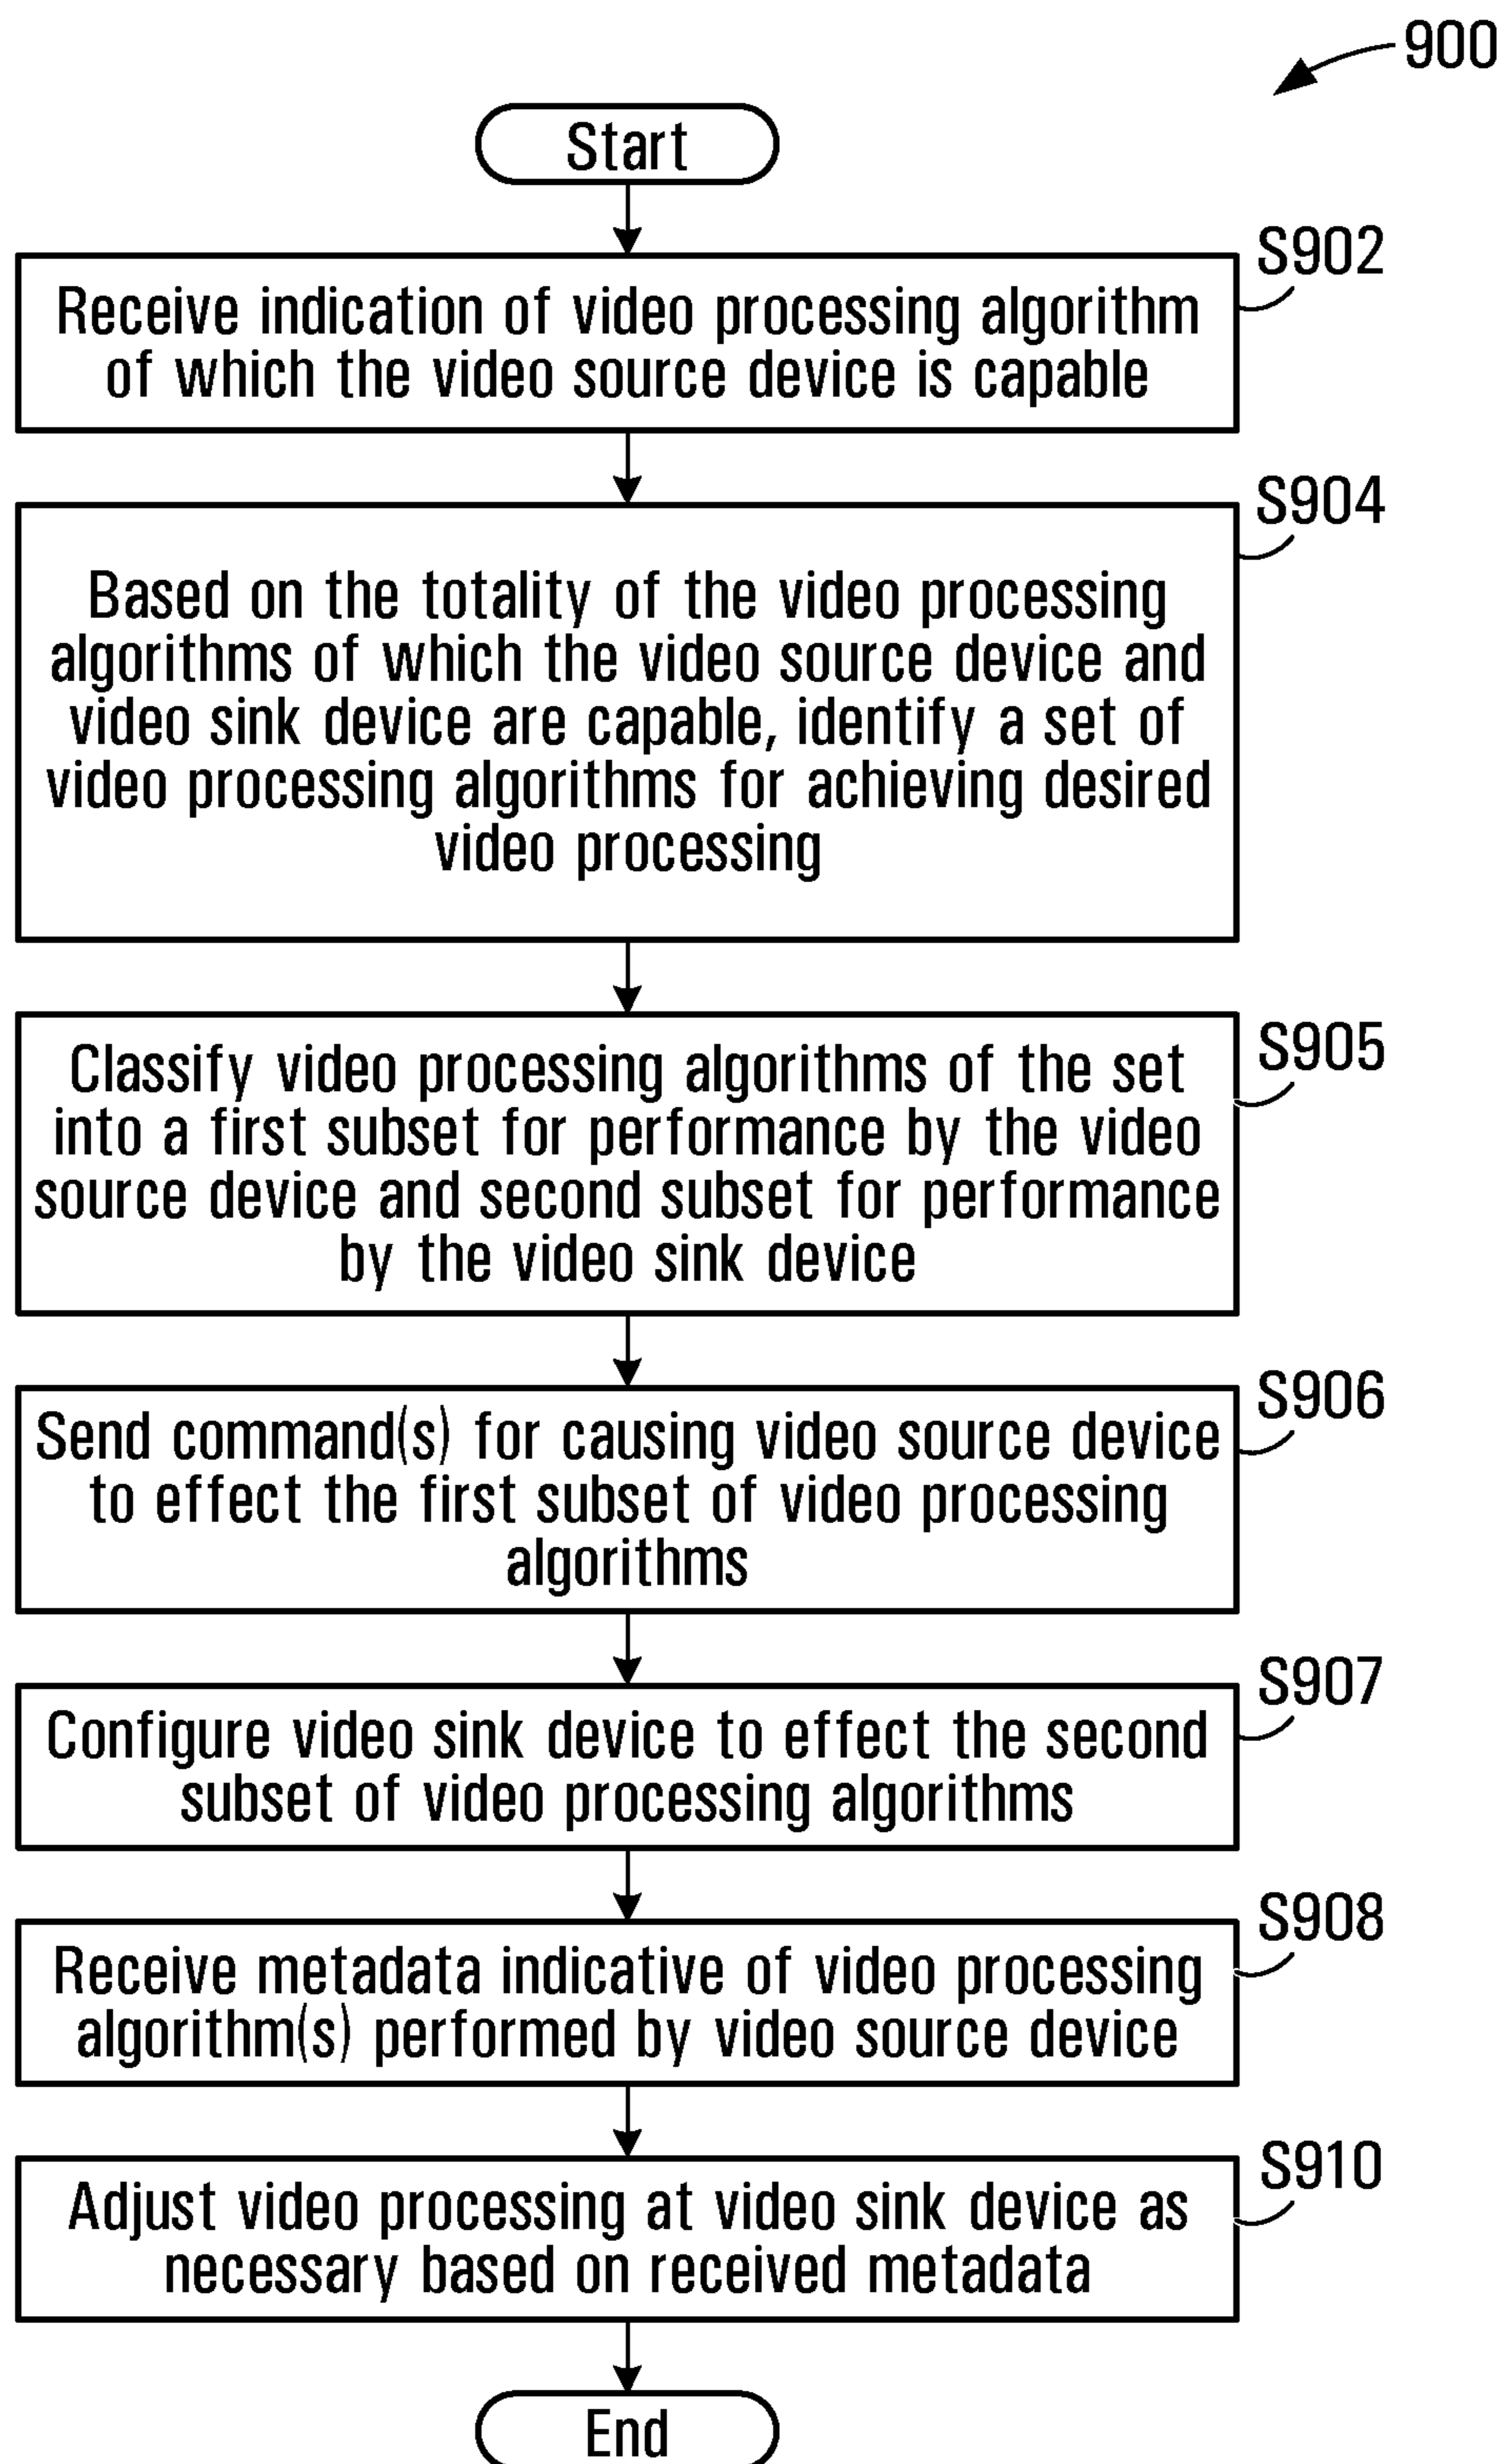 900
Start
S902
Receive indication of video processing algorithm
of which the video source device is capable
S904
Based on the totality of the video processing
algorithms of which the video source device and
video sink device are capable, identify a set of
video processing algorithms for achieving desired
video processing
S905
Classify video processing algorithms of the set
into a first subset for performance by the video
source device and second subset for performance
by the video sink device
S906
Send command(s) for causing video source device
to effect the first subset of video processing
algorithms
S907
Configure video sink device to effect the second
subset of video processing algorithms
S908
Receive metadata indicative of video processing
algorithm(s) performed by video source device
S910
Adjust video processing at video sink device as
necessary based on received metadata
End